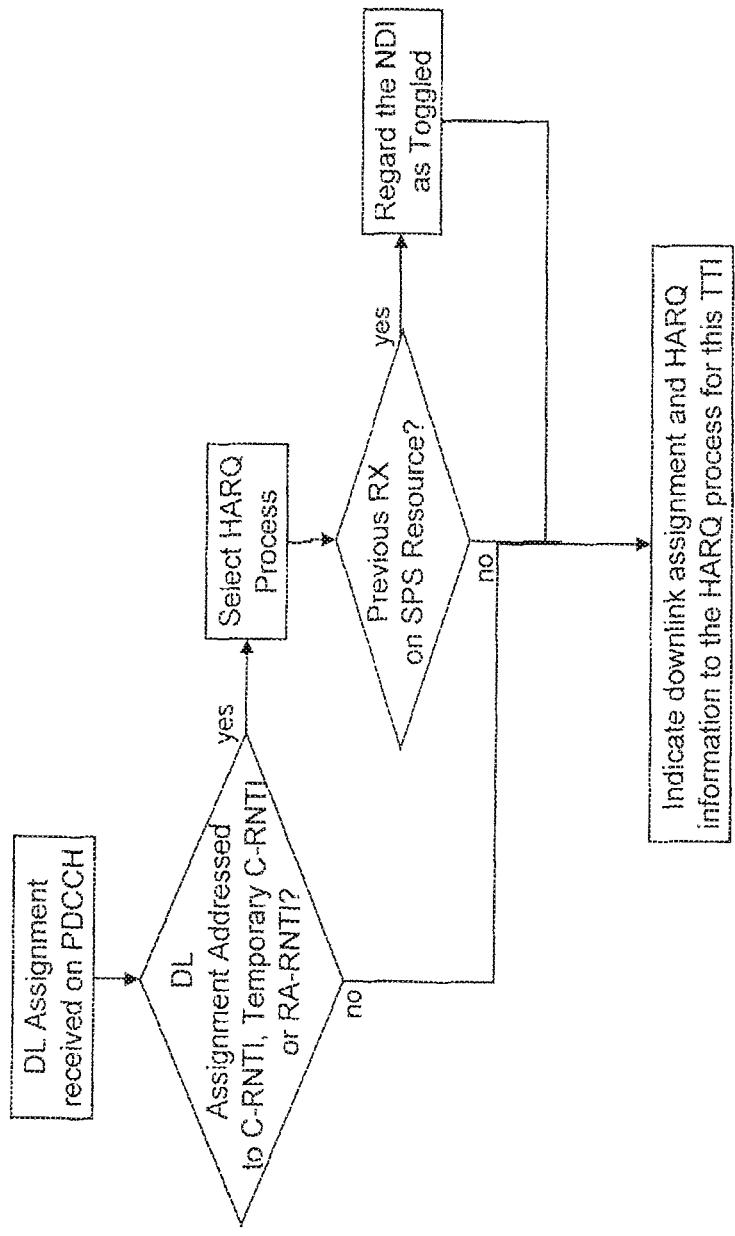 DL Assignment
received on PDCCH
DL
Assignment Addressed
to C-RNTI, Temporary C-RNTI
or RA-RNTI?
yes
no
Select HARQ
Process
Previous RX
on SPS Resource?
yes
no
Regard the NDI
as Toggled
Indicate downlink assignment and HARQ
information to the HARQ process for this TTI